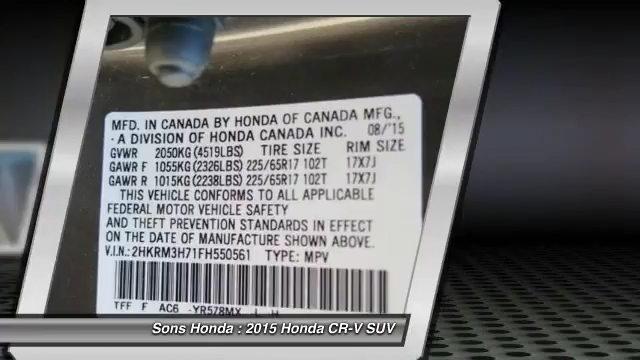 MFD. IN CANADA BY HONDA OF CANADA MFG.,
A DIVISION OF HONDA CANADA INC. 08/'15
GVWR 2050KG (4519LBS) TIRE SIZE RIM SIZE
GAWR F 1055KG (2326LBS) 225/65R17 102T 17X7J
GAWR R 1015KG (2238LBS) 225/65R17 102T 17X7J
THIS VEHICLE CONFORMS TO ALL APPLICABLE
FEDERAL MOTOR VEHICLE SAFETY
AND THEFT PREVENTION STANDARDS IN EFFECT
ON THE DATE OF MANUFACTURE SHOWN ABOVE.
V.I.N.: 2HKRM3H71FH550561 TYPE: MPV
AC6 -YR578MX
Sons Honda : 2015 Honda CR-V SUV